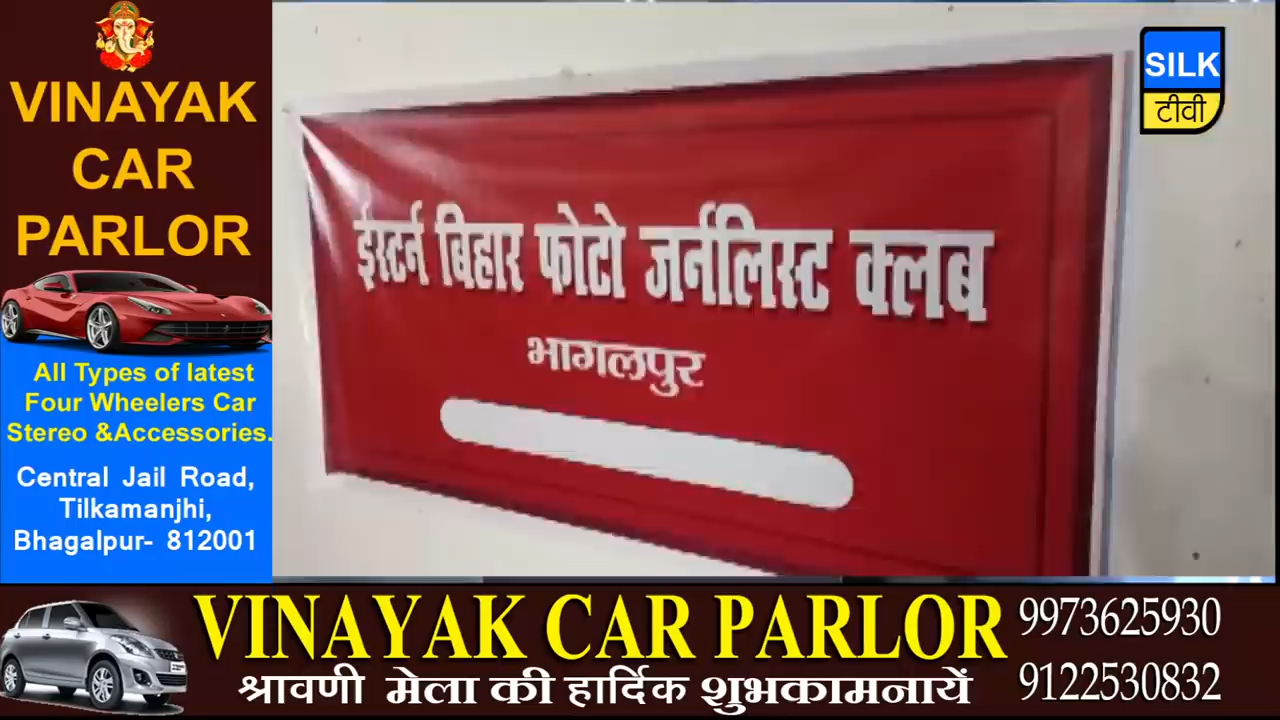 VINAYAK
CAR
PARLOR
All Types of latest
Four Wheelers Car
Stereo &Accessories.
Central Jail Road,
Tilkamanjhi,
Bhagalpur- 812001
SILK
टीवी
ईस्टर्न बिहार फोटो जर्नलिस्ट क्लब
भागलपुर
VINAYAK CAR PARLOR
श्रावणी मेला की हार्दिक शुभकामनायें
9973625930
9122530832